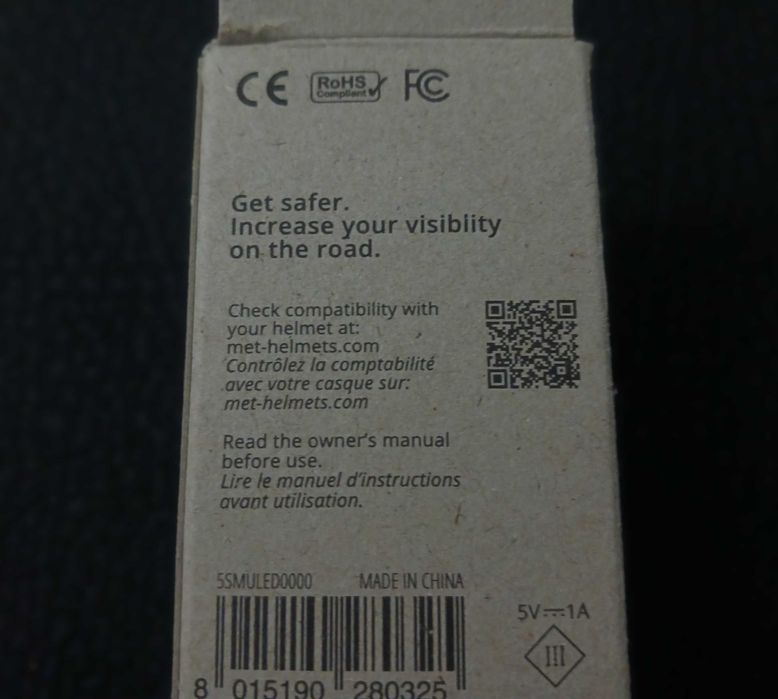 CE RoHS Compliant FC
Get safer.
Increase your visiblity
on the road.
Check compatibility with
your helmet at:
met-helmets.com
Contrôlez la comptabilité
avec votre casque sur:
met-helmets.com
Read the owner's manual
before use.
Lire le manuel d'instructions
avant utilisation.
5SMULED0000 MADE IN CHINA
5V⎓1A
III
8 015190 280325